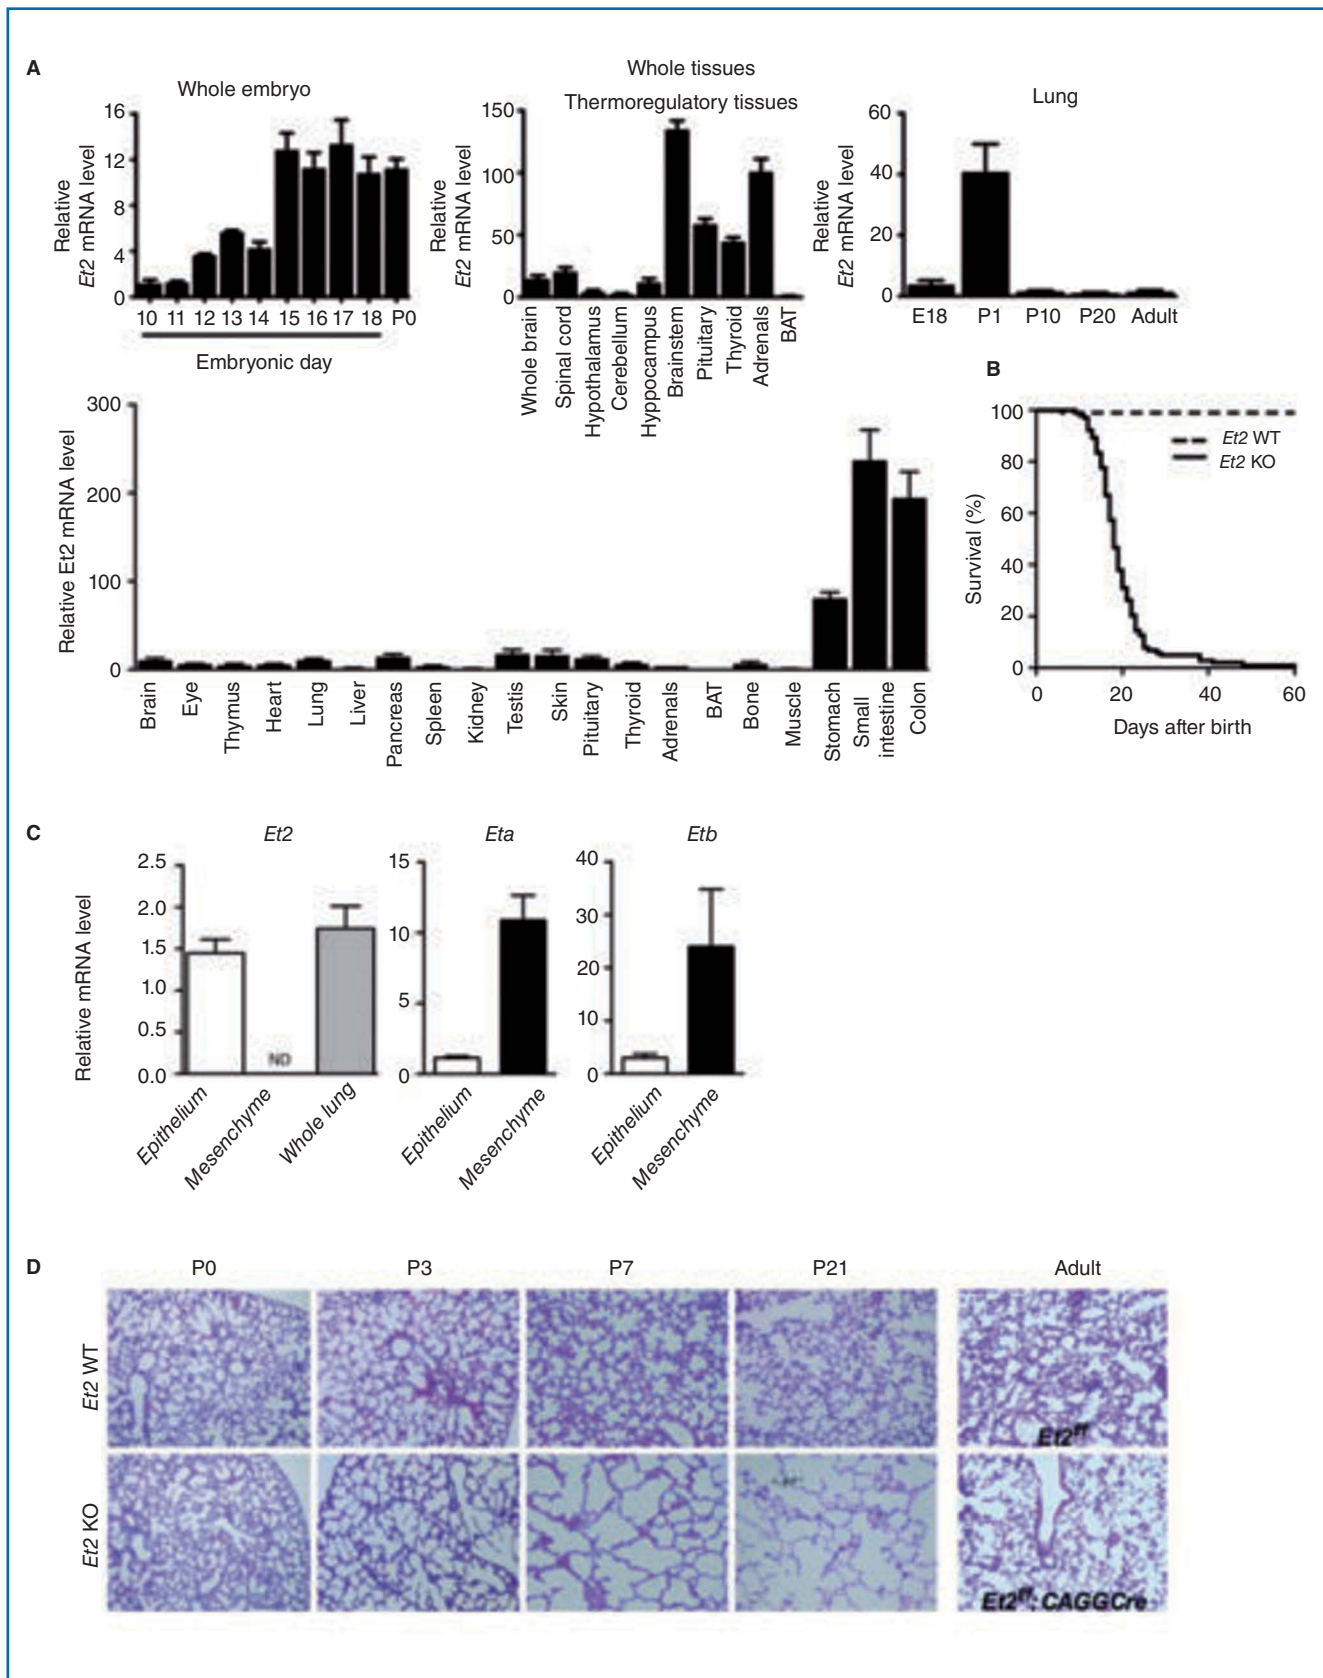 A
Whole embryo
Relative
Et2 mRNA level
16
12
8
4
0
10 11 12 13 14 15 16 17 18 P0
Embryonic day
Whole tissues
Thermoregulatory tissues
Relative
Et2 mRNA level
150
100
50
0
Whole brain
Spinal cord
Hypothalamus
Cerebellum
Hyppocampus
Brainstem
Pituitary
Thyroid
Adrenals
BAT
Lung
Relative
Et2 mRNA level
60
40
20
0
E18 P1 P10 P20 Adult
Relative Et2 mRNA level
300
200
100
0
Brain
Eye
Thymus
Heart
Lung
Liver
Pancreas
Spleen
Kidney
Testis
Skin
Pituitary
Thyroid
Adrenals
BAT
Bone
Muscle
Stomach
Small
intestine
Colon
B
Survival (%)
100
80
60
40
20
0
Et2 WT
Et2 KO
0 20 40 60
Days after birth
C
Relative mRNA level
Et2
2.5
2.0
1.5
1.0
0.5
0.0
ND
Epithelium
Mesenchyme
Whole lung
Eta
15
10
5
0
Epithelium
Mesenchyme
Etb
40
30
20
10
0
Epithelium
Mesenchyme
D
P0 P3 P7 P21 Adult
Et2 WT
Et2ff
Et2 KO
Et2ff; CAGGCre